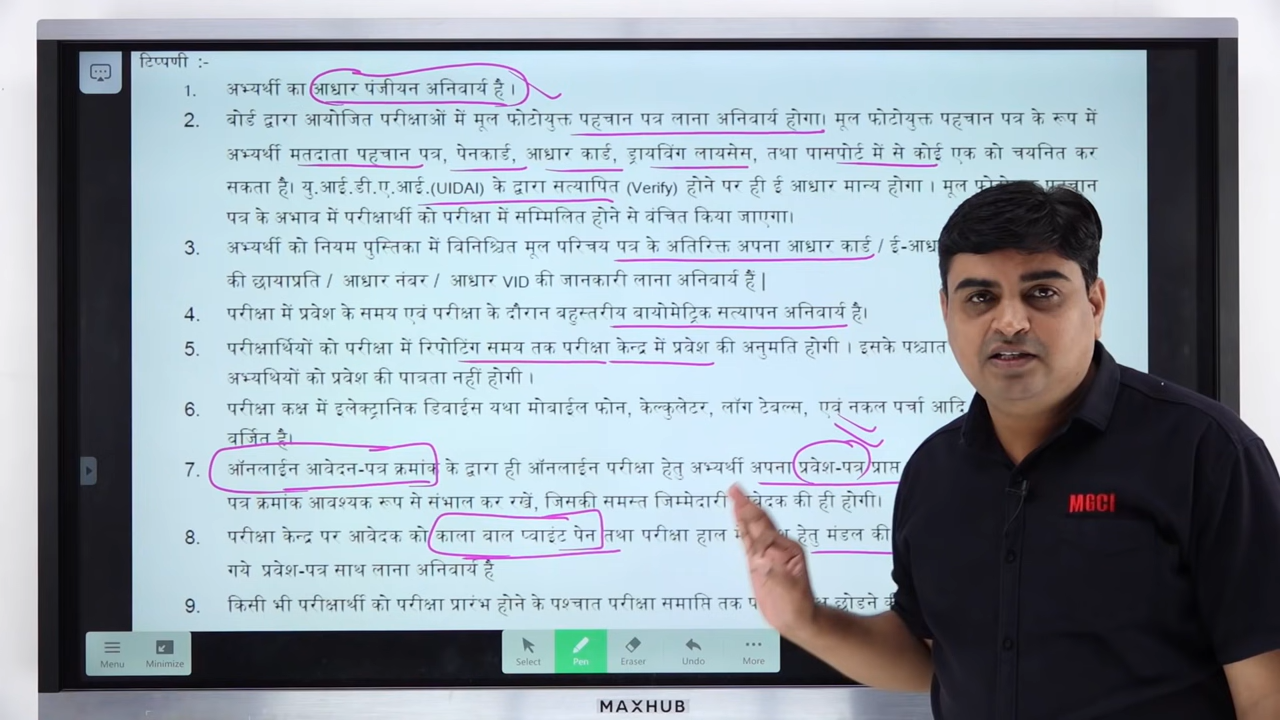 टिप्पणी :-
1. अभ्यर्थी का आधार पंजीयन अनिवार्य है ।
2. बोर्ड द्वारा आयोजित परीक्षाओं में मूल फोटोयुक्त पहचान पत्र लाना अनिवार्य होगा। मूल फोटोयुक्त पहचान पत्र के रूप में
अभ्यर्थी मतदाता पहचान पत्र, पेनकार्ड, आधार कार्ड, ड्रायविंग लायसेंस, तथा पासपोर्ट में से कोई एक को चयनित कर
सकता है। यु.आई.डी.ए.आई.(UIDAI) के द्वारा सत्यापित (Verify) होने पर ही ई आधार मान्य होगा । मूल फोटोयुक्त पहचान
पत्र के अभाव में परीक्षार्थी को परीक्षा में सम्मिलित होने से वंचित किया जाएगा।
3. अभ्यर्थी को नियम पुस्तिका में विनिश्चित मूल परिचय पत्र के अतिरिक्त अपना आधार कार्ड /
की छायाप्रति / आधार नंबर / आधार VID की जानकारी लाना अनिवार्य हैं|
4. परीक्षा में प्रवेश के समय एवं परीक्षा के दौरान बहुस्तरीय बायोमेट्रिक सत्यापन अनिवार्य है।
5. परीक्षार्थियों को परीक्षा में रिपोटिंग समय तक परीक्षा केन्द्र में प्रवेश की अनुमति होगी । इसके पश्चात
अभ्यथियों को प्रवेश की पात्रता नहीं होगी ।
6. परीक्षा कक्ष में इलेक्ट्रानिक डिवाईस यथा मोबाईल फोन, केल्कुलेटर, लॉग टेबल्स, एवं नकल पर्चा आदि
वर्जित है।
7. ऑनलाईन आवेदन-पत्र क्रमांक के द्वारा ही ऑनलाईन परीक्षा हेतु अभ्यर्थी अपना प्रवेश-पत्र प्राप्त
पत्र क्रमांक आवश्यक रूप से संभाल कर रखें, जिसकी समस्त जिम्मेदारी की ही होगी।
8. परीक्षा केन्द्र पर आवेदक को काला बाल प्वाइंट पेन तथा परीक्षा हाल हेतु मंडल की
गये प्रवेश-पत्र साथ लाना अनिवार्य है
9. किसी भी परीक्षार्थी को परीक्षा प्रारंभ होने के पश्चात परीक्षा समाप्ति तक छोडने
MGCI
Menu Minimize Select Pen Eraser Undo More
MAXHUB